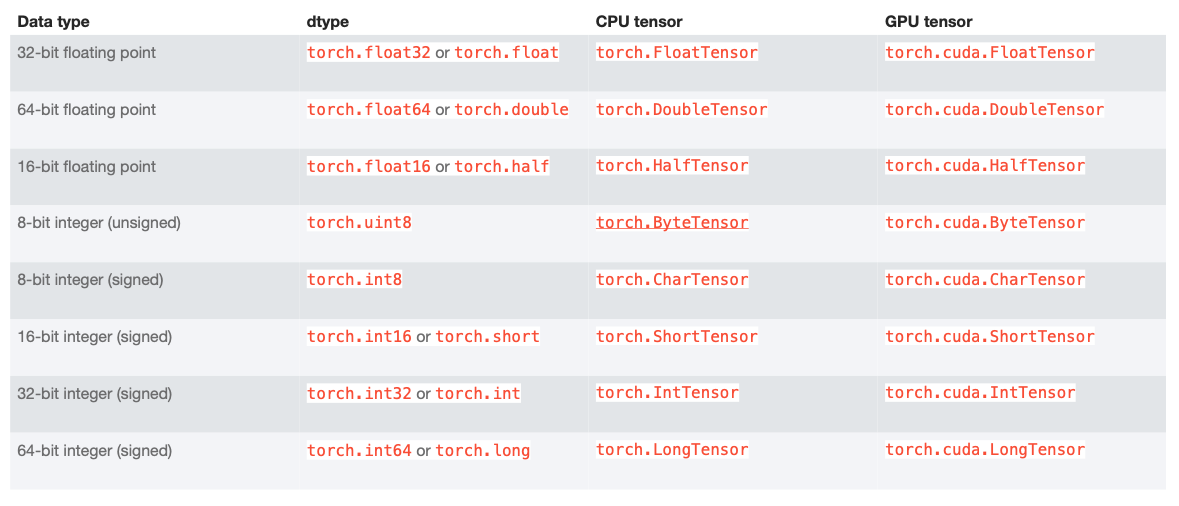 Data type dtype CPU tensor GPU tensor
32-bit floating point torch.float32 or torch.float torch.FloatTensor torch.cuda.FloatTensor
64-bit floating point torch.float64 or torch.double torch.DoubleTensor torch.cuda.DoubleTensor
16-bit floating point torch.float16 or torch.half torch.HalfTensor torch.cuda.HalfTensor
8-bit integer (unsigned) torch.uint8 torch.ByteTensor torch.cuda.ByteTensor
8-bit integer (signed) torch.int8 torch.CharTensor torch.cuda.CharTensor
16-bit integer (signed) torch.int16 or torch.short torch.ShortTensor torch.cuda.ShortTensor
32-bit integer (signed) torch.int32 or torch.int torch.IntTensor torch.cuda.IntTensor
64-bit integer (signed) torch.int64 or torch.long torch.LongTensor torch.cuda.LongTensor